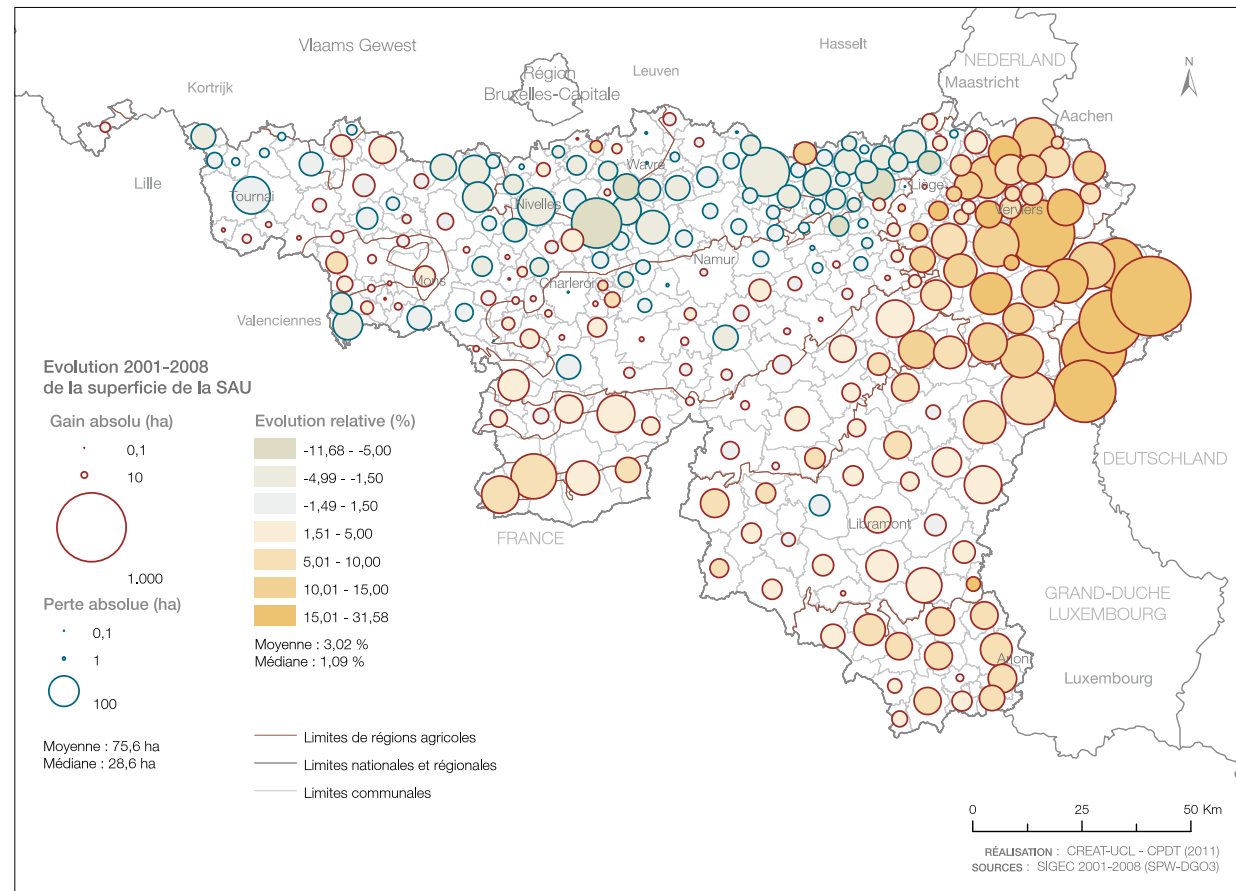 Vlaams Gewest
Hasselt
NEDERLAND
Maastricht
Leuven
Région
Bruxelles-Capitale
Kortrijk
N
Aachen
Lille
Tournai
Wavre
Nivelles
Liège
Verviers
Namur
Mons
Charleroi
Valenciennes
Libramont
Arlon
FRANCE
DEUTSCHLAND
GRAND-DUCHE
LUXEMBOURG
Luxembourg
Evolution 2001-2008
de la superficie de la SAU
Gain absolu (ha)
0,1
10
1.000
Perte absolue (ha)
0,1
1
100
Moyenne : 75,6 ha
Médiane : 28,6 ha
Evolution relative (%)
-11,68 - -5,00
-4,99 - -1,50
-1,49 - 1,50
1,51 - 5,00
5,01 - 10,00
10,01 - 15,00
15,01 - 31,58
Moyenne : 3,02 %
Médiane : 1,09 %
Limites de régions agricoles
Limites nationales et régionales
Limites communales
0 25 50 Km
RÉALISATION : CREAT-UCL - CPDT (2011)
SOURCES : SIGEC 2001-2008 (SPW-DGO3)